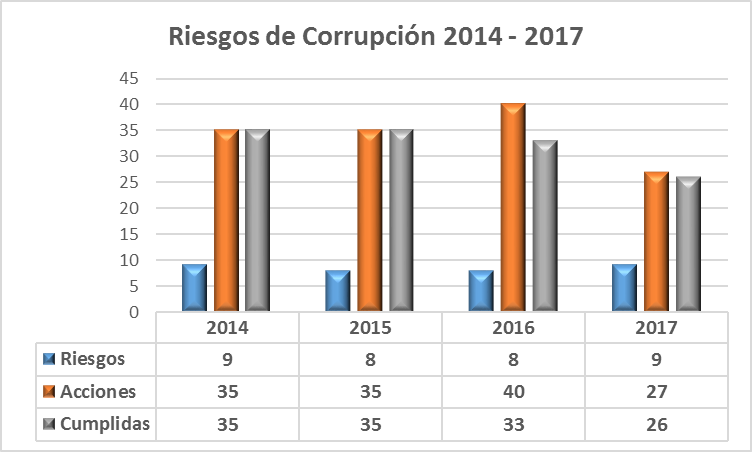 Riesgos de Corrupción 2014 - 2017
45
40
35
30
25
20
15
10
5
0
2014 2015 2016 2017
Riesgos 9 8 8 9
Acciones 35 35 40 27
Cumplidas 35 35 33 26